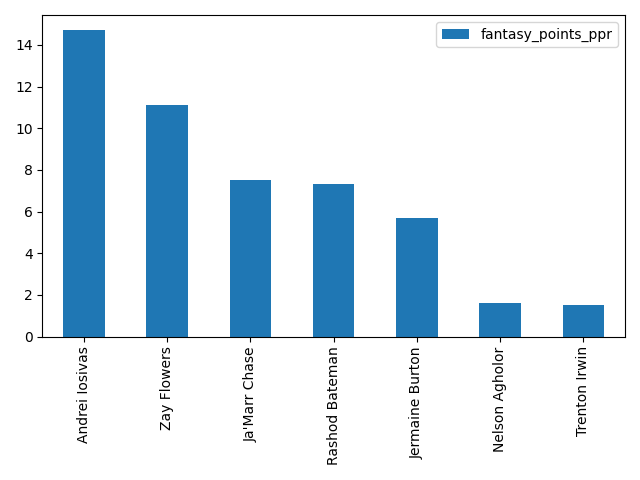 fantasy_points_ppr
14
12
10
8
6
4
2
0
Andrei Iosivas
Zay Flowers
Ja'Marr Chase
Rashod Bateman
Jermaine Burton
Nelson Agholor
Trenton Irwin